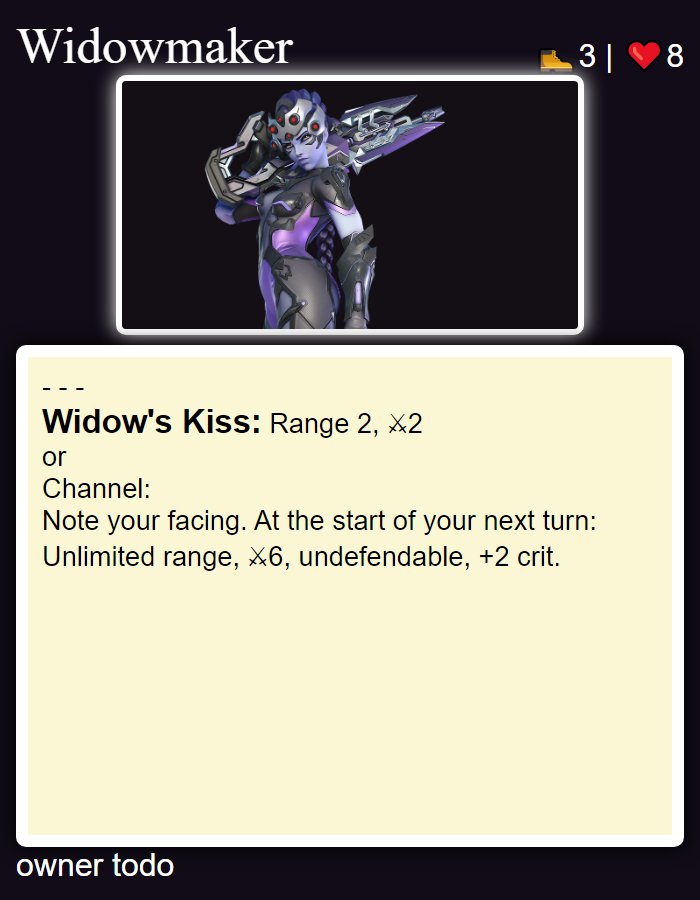 Widowmaker
🥾3 | ❤️8
- - -
Widow's Kiss: Range 2, ⚔2
or
Channel:
Note your facing. At the start of your next turn:
Unlimited range, ⚔6, undefendable, +2 crit.
owner todo